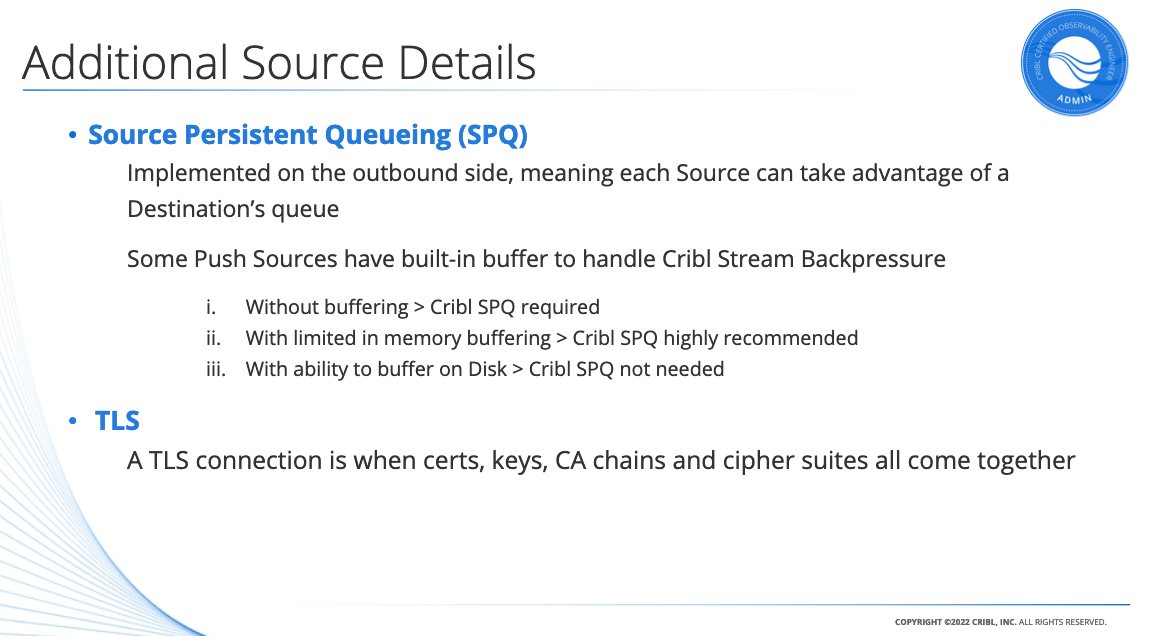 Additional Source Details
CRIBL CERTIFIED OBSERVABILITY ENGINEER
ADMIN
• Source Persistent Queueing (SPQ)
Implemented on the outbound side, meaning each Source can take advantage of a
Destination’s queue
Some Push Sources have built-in buffer to handle Cribl Stream Backpressure
i. Without buffering > Cribl SPQ required
ii. With limited in memory buffering > Cribl SPQ highly recommended
iii. With ability to buffer on Disk > Cribl SPQ not needed
• TLS
A TLS connection is when certs, keys, CA chains and cipher suites all come together
COPYRIGHT ©2022 CRIBL, INC. ALL RIGHTS RESERVED.